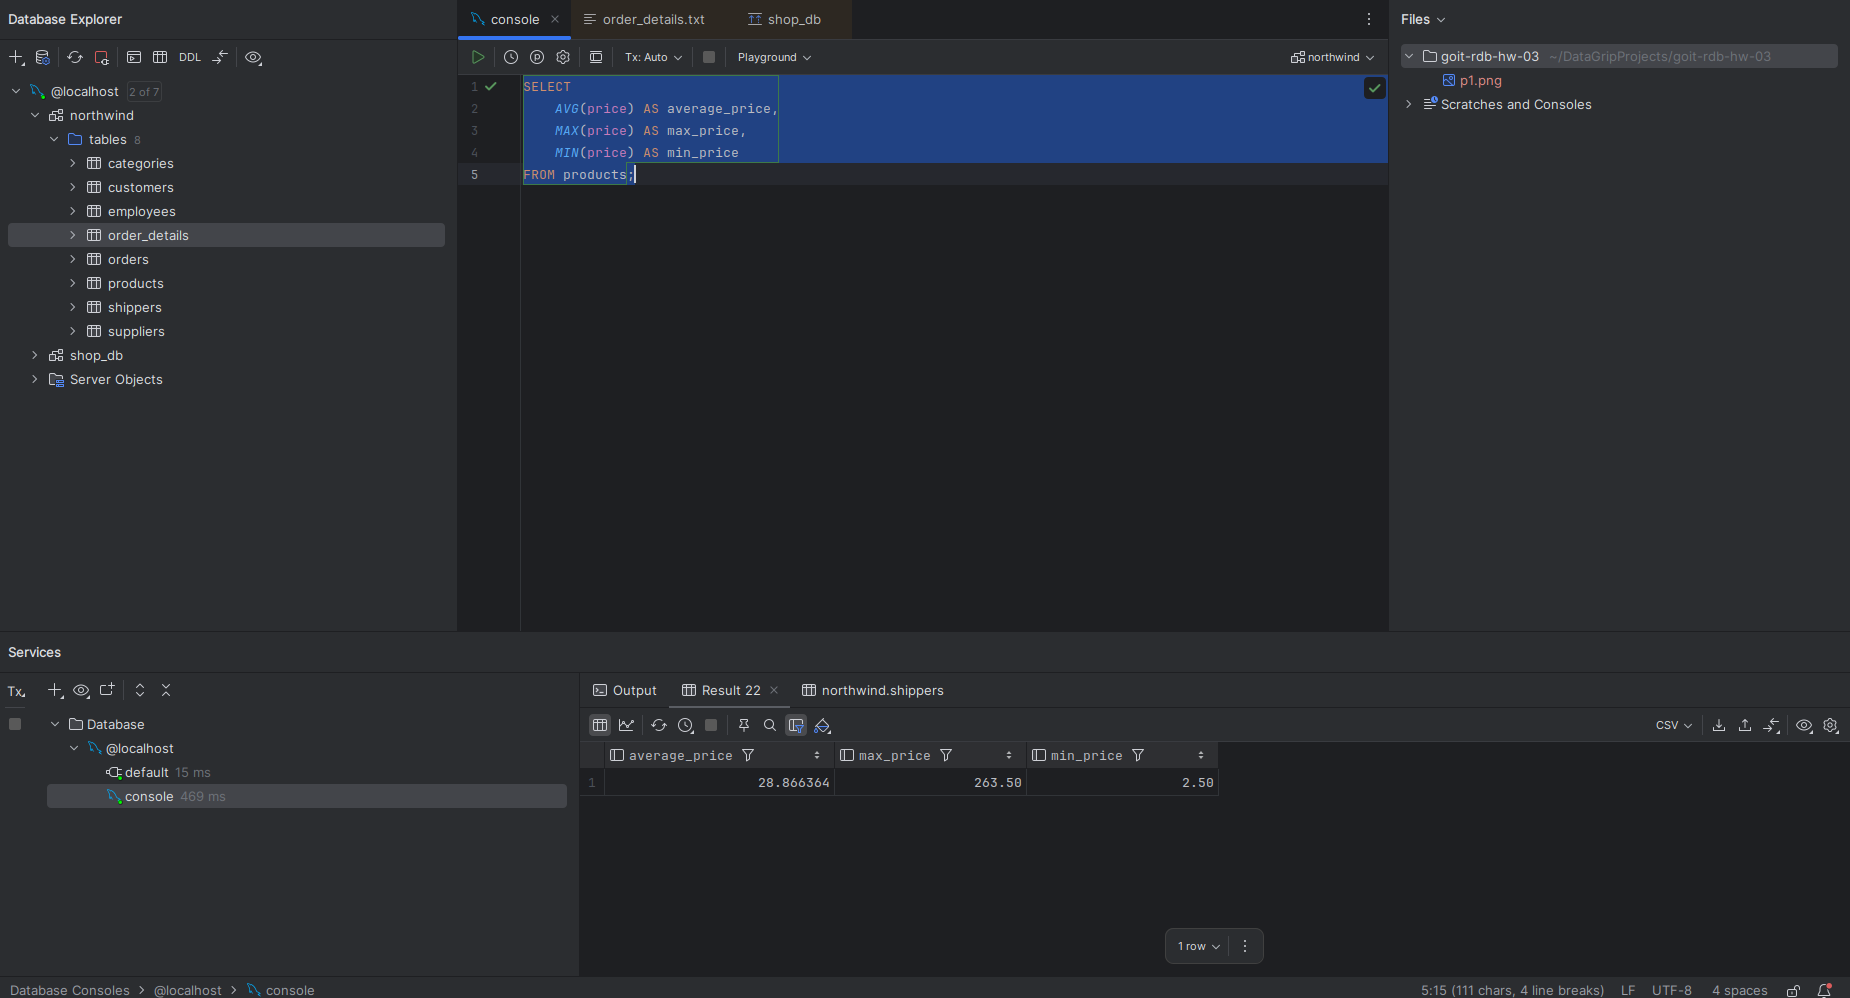 Database Explorer
console
order_details.txt
shop_db
Files
DDL
Tx: Auto
Playground
northwind
@localhost 2 of 7
northwind
tables 8
categories
customers
employees
order_details
orders
products
shippers
suppliers
shop_db
Server Objects
1 SELECT
2 AVG(price) AS average_price,
3 MAX(price) AS max_price,
4 MIN(price) AS min_price
5 FROM products;
goit-rdb-hw-03 ~/DataGripProjects/goit-rdb-hw-03
p1.png
Scratches and Consoles
Services
Tx
Database
@localhost
default 15 ms
console 469 ms
Output
Result 22
northwind.shippers
CSV
average_price max_price min_price
1 28.866364 263.50 2.50
1 row
Database Consoles > @localhost > console
5:15 (111 chars, 4 line breaks) LF UTF-8 4 spaces